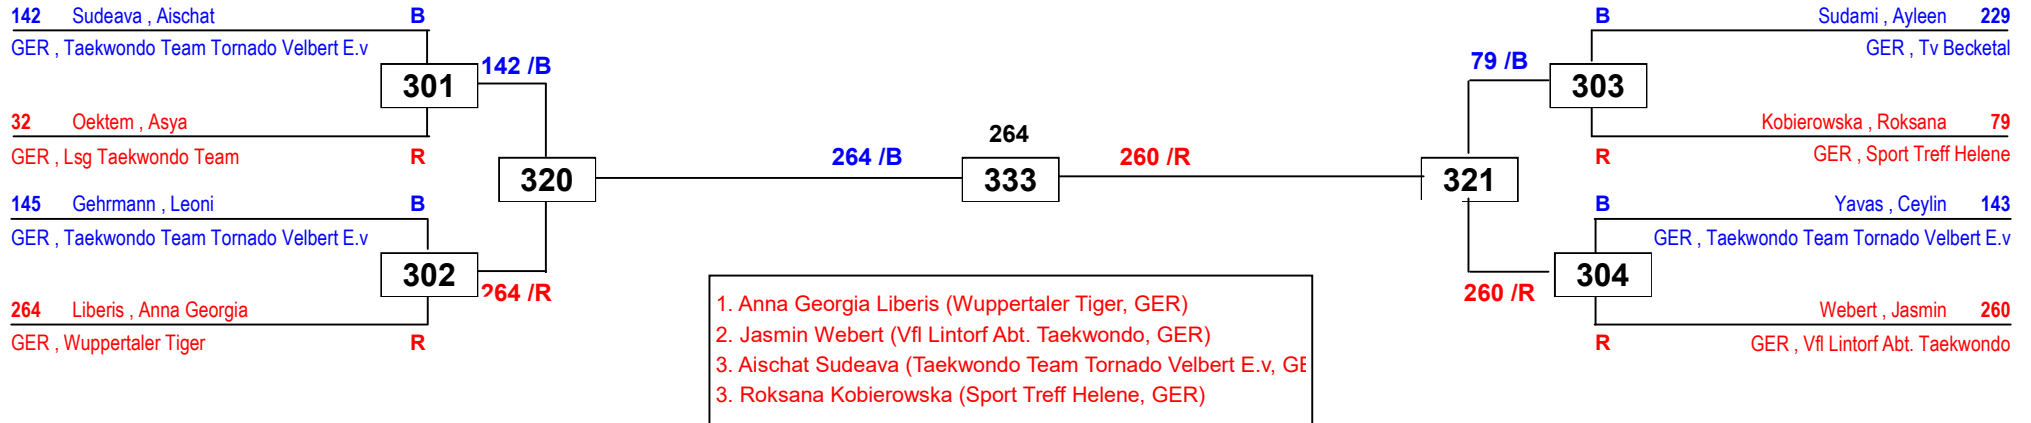 142 Sudeava , Aischat B
GER , Taekwondo Team Tornado Velbert E.v
301
142 /B
32 Oektem , Asya
GER , Lsg Taekwondo Team R
320
145 Gehrmann , Leoni B
GER , Taekwondo Team Tornado Velbert E.v
302
264 /R
264 Liberis , Anna Georgia
GER , Wuppertaler Tiger R
264 /B
264
333
260 /R
B Sudami , Ayleen 229
GER , Tv Becketal
79 /B
303
Kobierowska , Roksana 79
R GER , Sport Treff Helene
321
B Yavas , Ceylin 143
GER , Taekwondo Team Tornado Velbert E.v
304
260 /R
Webert , Jasmin 260
R GER , Vfl Lintorf Abt. Taekwondo
1. Anna Georgia Liberis (Wuppertaler Tiger, GER)
2. Jasmin Webert (Vfl Lintorf Abt. Taekwondo, GER)
3. Aischat Sudeava (Taekwondo Team Tornado Velbert E.v, GE
3. Roksana Kobierowska (Sport Treff Helene, GER)